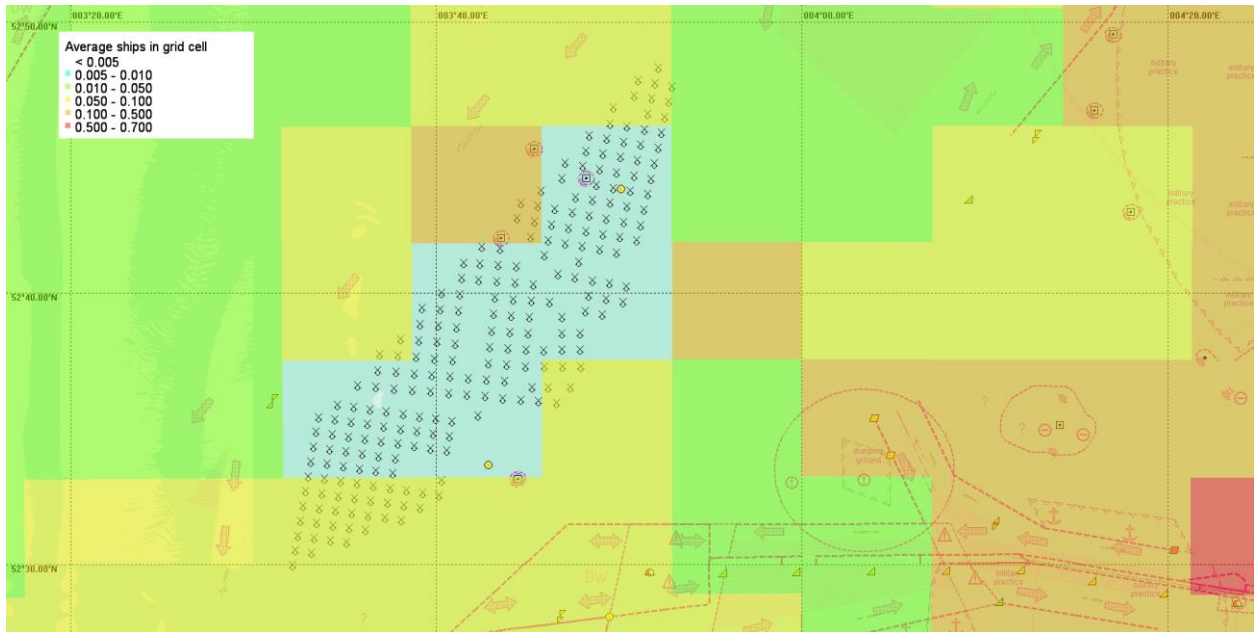 003°20.00'E
003°40.00'E
004°00.00'E
004°20.00'E
52°50.00'N
DW
Average ships in grid cell
< 0.005
0.005 - 0.010
0.010 - 0.050
0.050 - 0.100
0.100 - 0.500
0.500 - 0.700
military
practice
military
practice
military
practice
52°40.00'N
military
practice
?
?
dumping
ground
52°30.00'N
DW
military
practice
military
practice
?